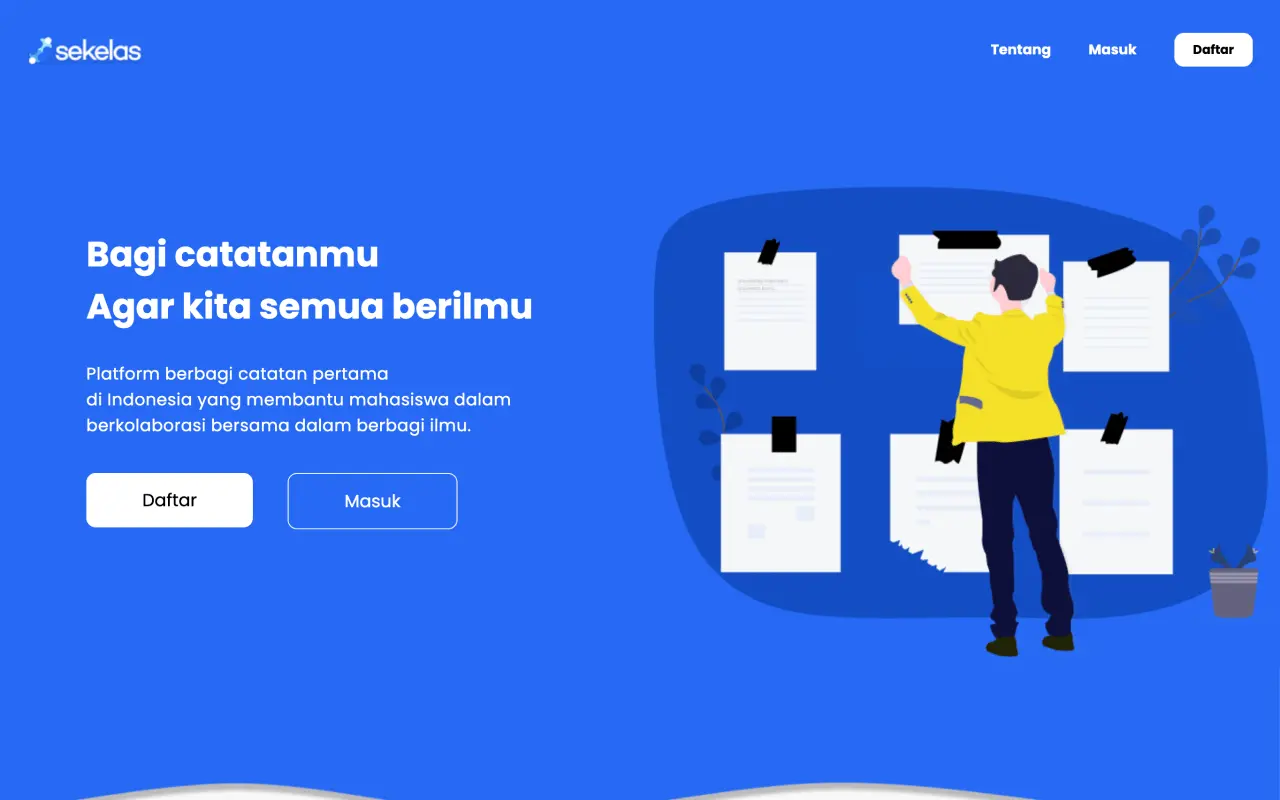 sekelas
Tentang
Masuk
Daftar
Bagi catatanmu
Agar kita semua berilmu
Platform berbagi catatan pertama
di Indonesia yang membantu mahasiswa dalam
berkolaborasi bersama dalam berbagi ilmu.
Daftar
Masuk